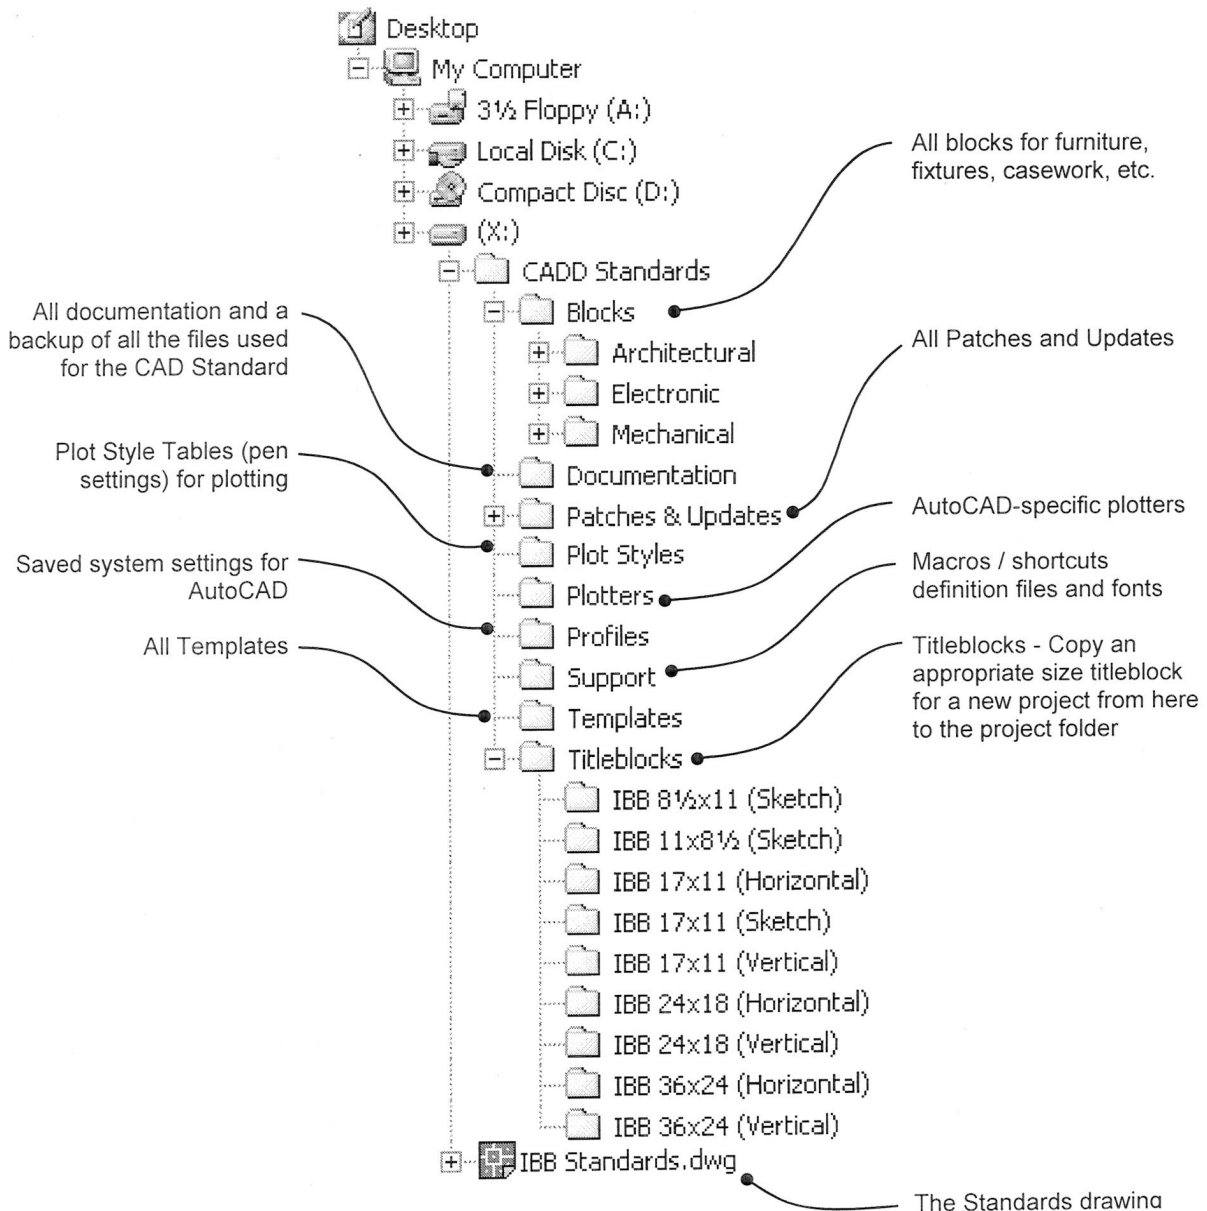 Desktop
My Computer
3½ Floppy (A:)
Local Disk (C:)
Compact Disc (D:)
(X:)
CADD Standards
Blocks
Architectural
Electronic
Mechanical
Documentation
Patches & Updates
Plot Styles
Plotters
Profiles
Support
Templates
Titleblocks
IBB 8½x11 (Sketch)
IBB 11x8½ (Sketch)
IBB 17x11 (Horizontal)
IBB 17x11 (Sketch)
IBB 17x11 (Vertical)
IBB 24x18 (Horizontal)
IBB 24x18 (Vertical)
IBB 36x24 (Horizontal)
IBB 36x24 (Vertical)
IBB Standards.dwg
All documentation and a
backup of all the files used
for the CAD Standard
Plot Style Tables (pen
settings) for plotting
Saved system settings for
AutoCAD
All Templates
All blocks for furniture,
fixtures, casework, etc.
All Patches and Updates
AutoCAD-specific plotters
Macros / shortcuts
definition files and fonts
Titleblocks - Copy an
appropriate size titleblock
for a new project from here
to the project folder
The Standards drawing